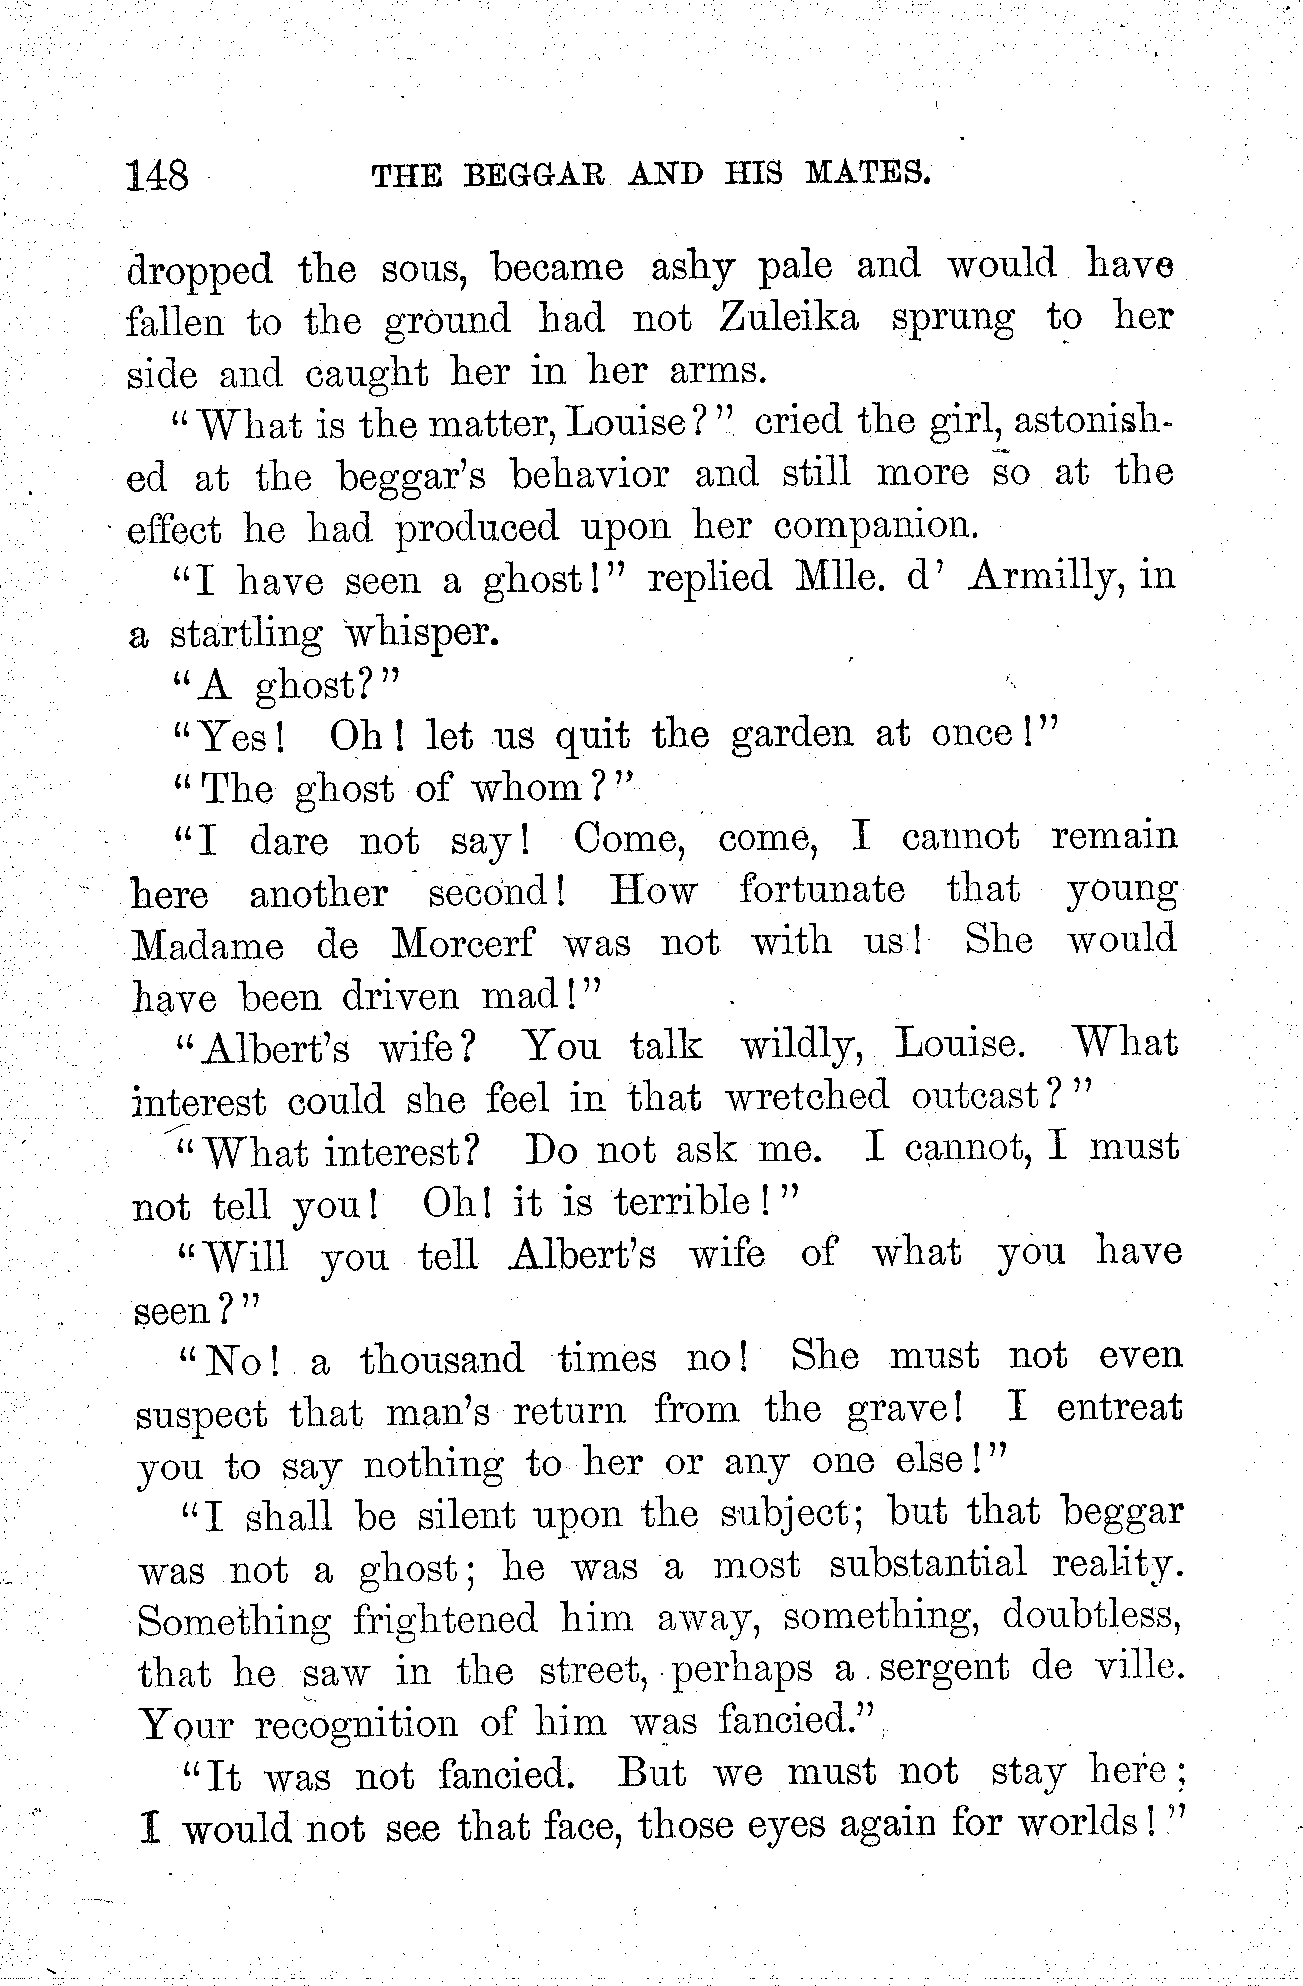 148 THE BEGGAR AND HIS MATES.
dropped the sous, became ashy pale and would have
fallen to the ground had not Zuleika sprung to her
side and caught her in her arms.
"What is the matter, Louise?" cried the girl, astonish-
ed at the beggar's behavior and still more so at the
effect he had produced upon her companion.
"I have seen a ghost!" replied Mlle. d' Armilly, in
a startling whisper.
"A ghost?"
"Yes! Oh! let us quit the garden at once!"
"The ghost of whom?"
"I dare not say! Come, come, I cannot remain
here another second! How fortunate that young
Madame de Morcerf was not with us! She would
have been driven mad!"
"Albert's wife? You talk wildly, Louise. What
interest could she feel in that wretched outcast?"
"What interest? Do not ask me. I cannot, I must
not tell you! Oh! it is terrible!"
"Will you tell Albert's wife of what you have
seen?"
"No! a thousand times no! She must not even
suspect that man's return from the grave! I entreat
you to say nothing to her or any one else!"
"I shall be silent upon the subject; but that beggar
was not a ghost; he was a most substantial reality.
Something frightened him away, something, doubtless,
that he saw in the street, perhaps a sergent de ville.
Your recognition of him was fancied."
"It was not fancied. But we must not stay here;
I would not see that face, those eyes again for worlds!"